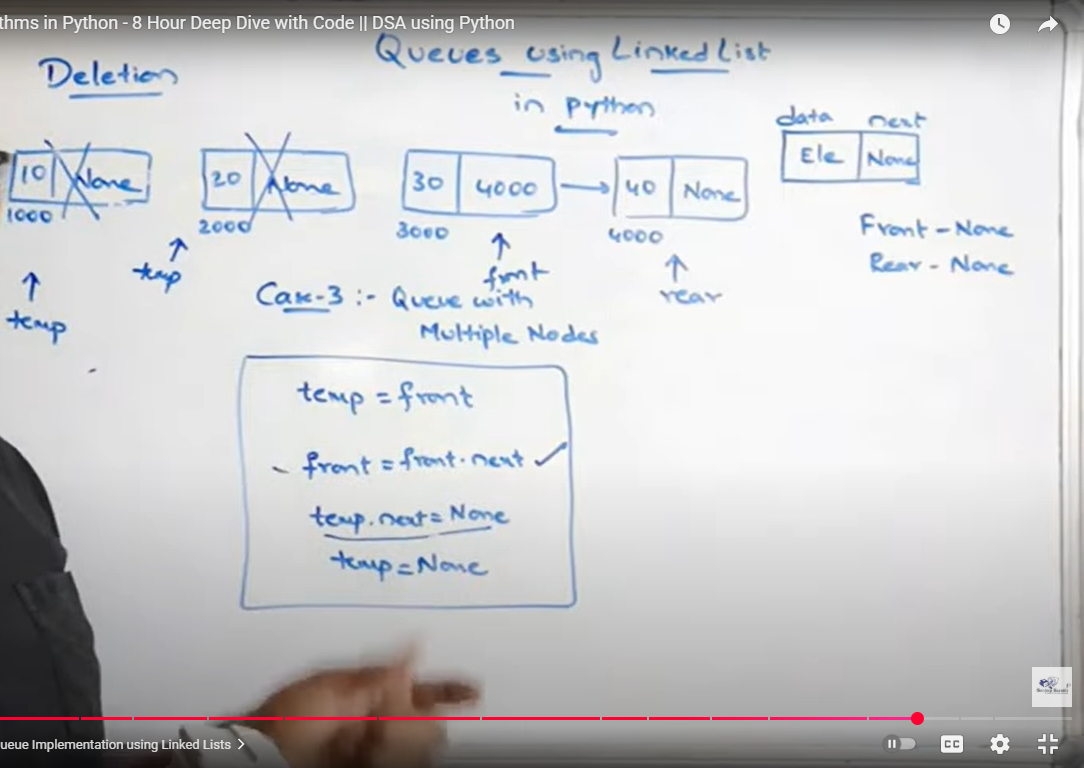 thms in Python - 8 Hour Deep Dive with Code || DSA using Python
Queues using Linked List
in python
Deletion
data next
Ele None
10 None
1000
20 None
2000
30 4000
3000
40 None
4000
Front - None
Rear - None
temp
temp
front
rear
Case-3 :- Queue with
Multiple Nodes
temp = front
- front = front.next ✓
temp.next = None
temp = None
ueue Implementation using Linked Lists >
CC